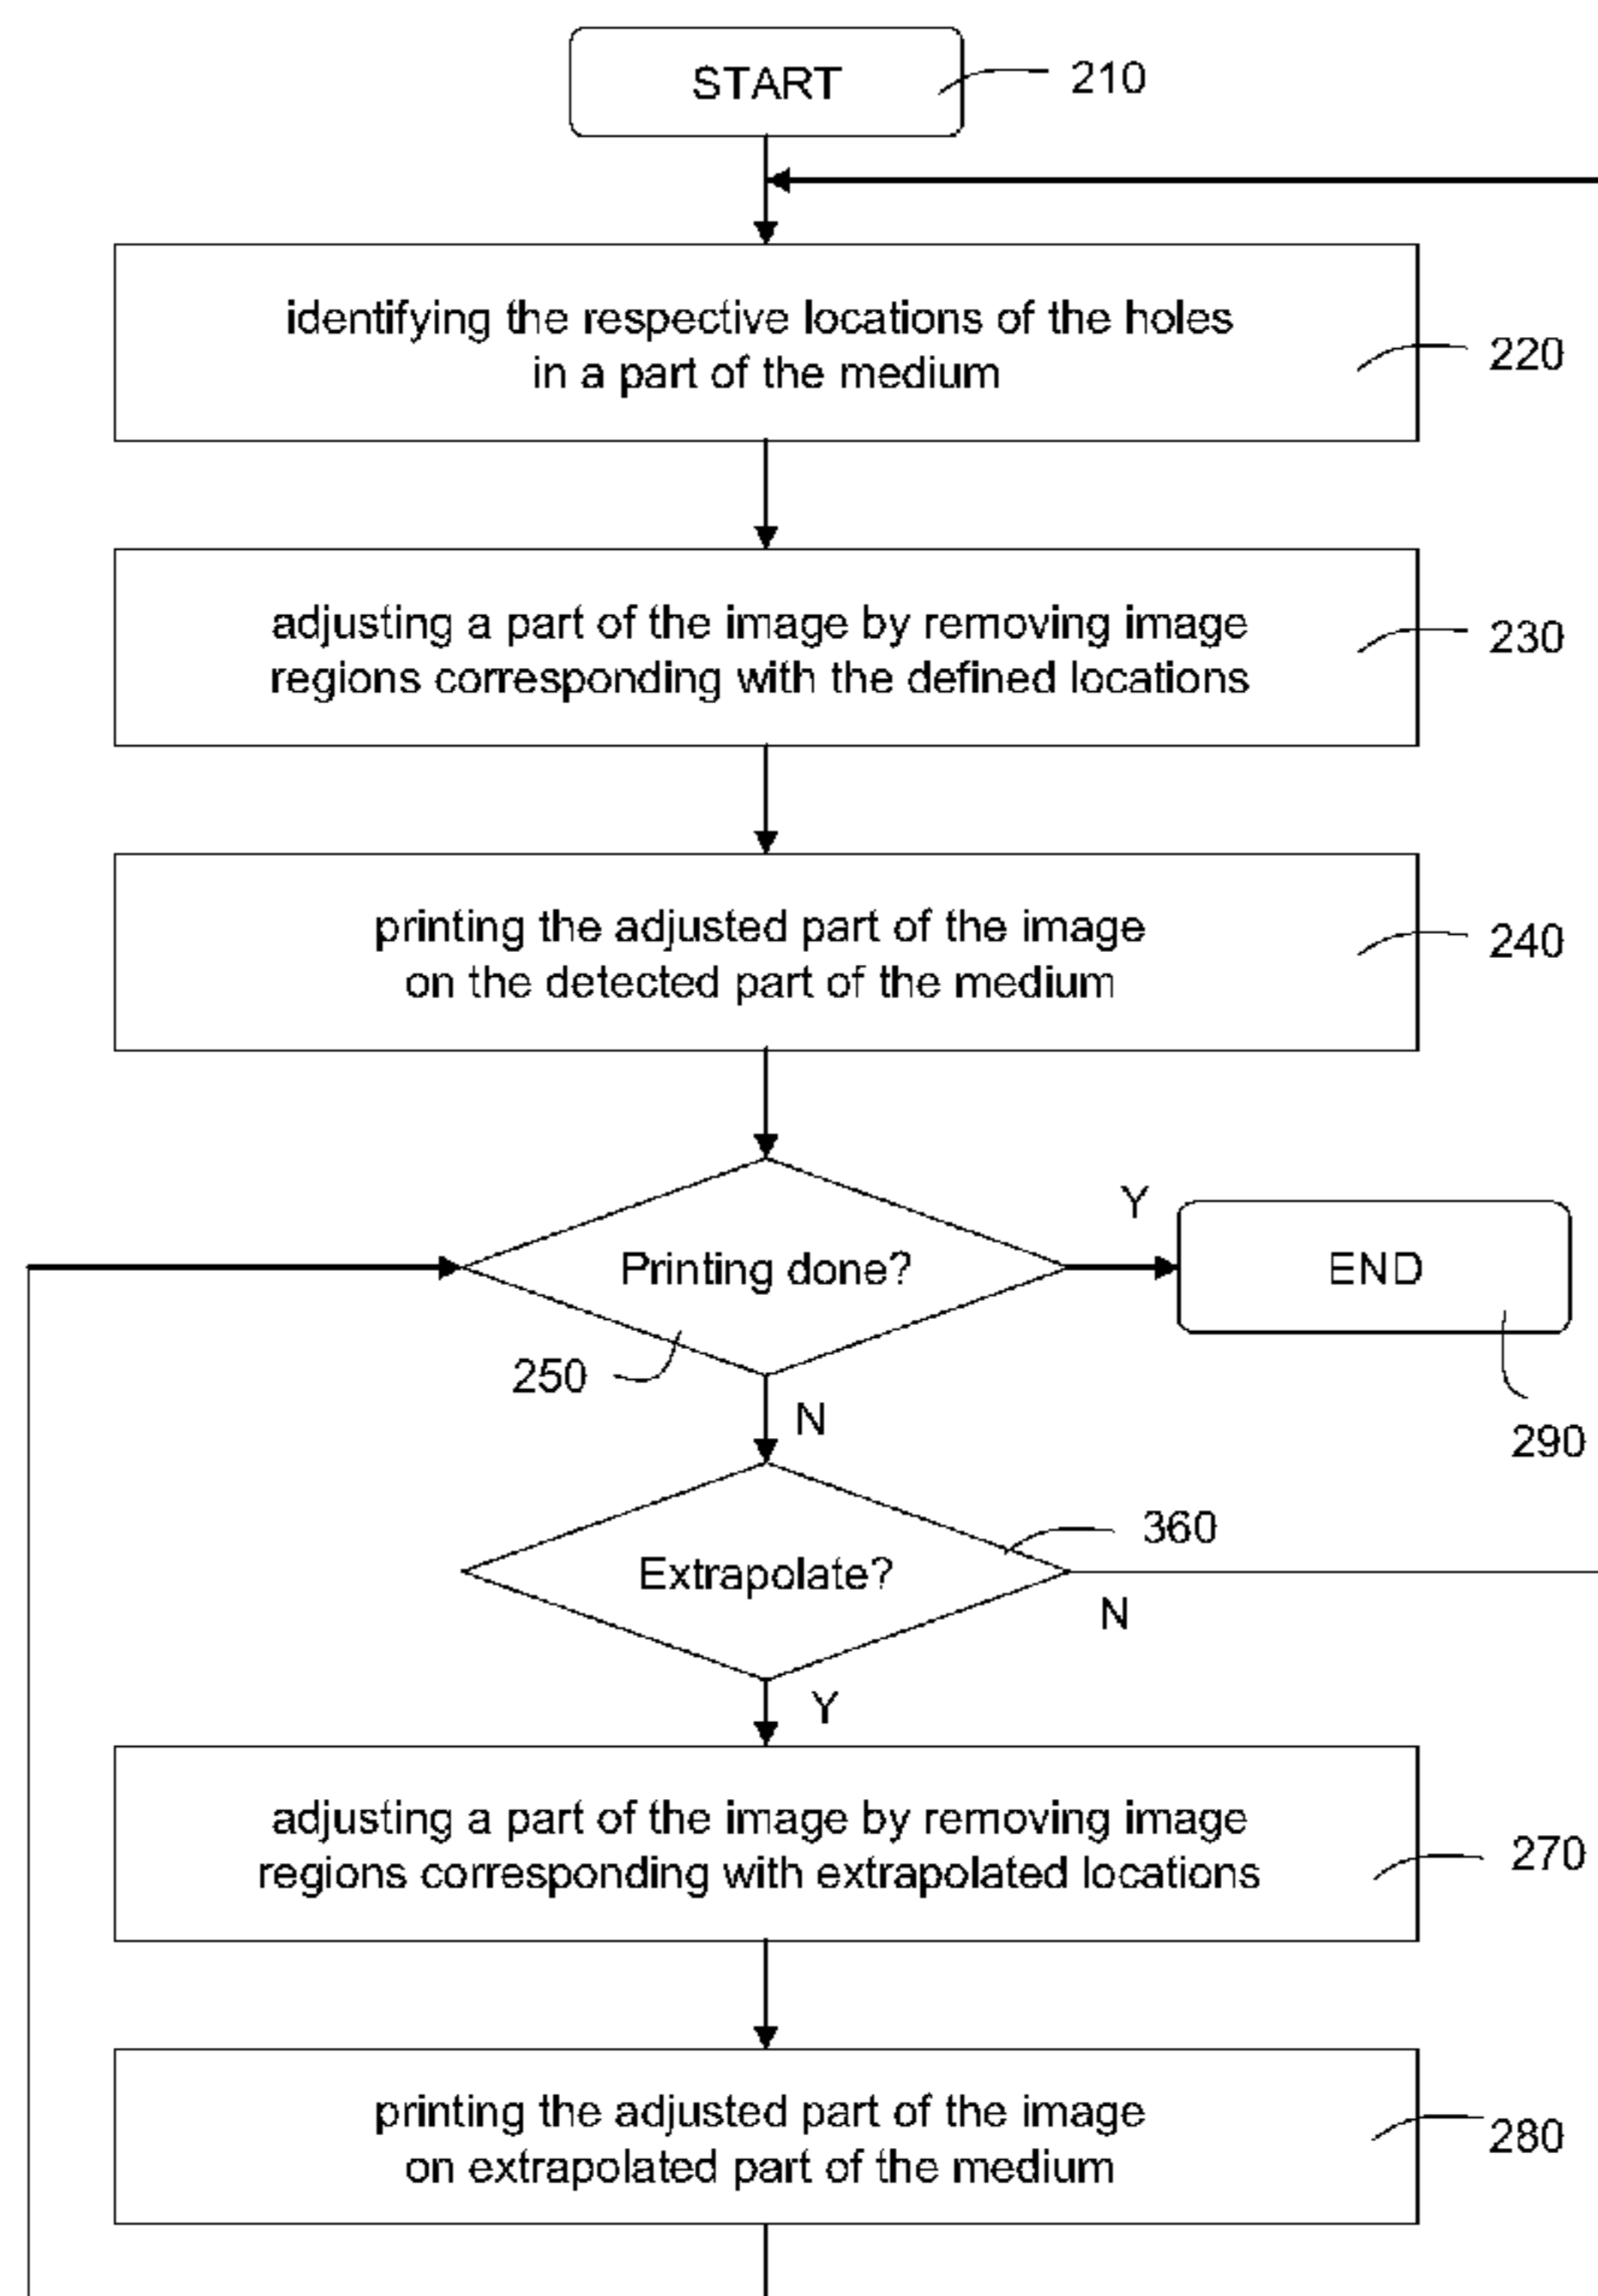 START
210
identifying the respective locations of the holes
in a part of the medium
220
adjusting a part of the image by removing image
regions corresponding with the defined locations
230
printing the adjusted part of the image
on the detected part of the medium
240
Printing done?
Y
END
250
N
290
Extrapolate?
360
N
Y
adjusting a part of the image by removing image
regions corresponding with extrapolated locations
270
printing the adjusted part of the image
on extrapolated part of the medium
280